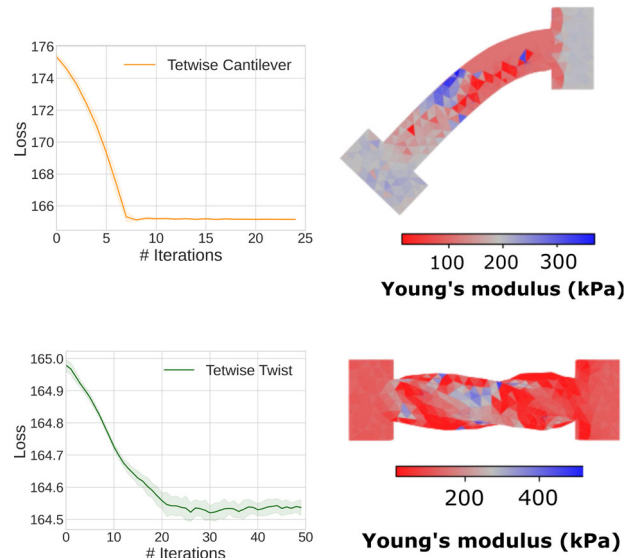 176
174
172
170
168
166
0 5 10 15 20 25
Loss
# Iterations
Tetwise Cantilever
100 200 300
Young's modulus (kPa)
165.0
164.9
164.8
164.7
164.6
164.5
0 10 20 30 40 50
Loss
# Iterations
Tetwise Twist
200 400
Young's modulus (kPa)